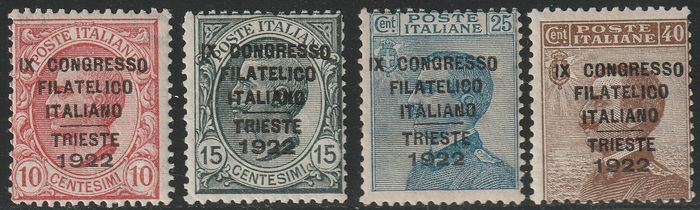 POSTE ITALIANE
IX CONGRESSO
FILATELICO
ITALIANO
TRIESTE
1922
10 CENTESIMI 10
POSTE ITALIANE
IX CONGRESSO
FILATELICO
ITALIANO
TRIESTE
1922
15 CENTESIMI 15
Cent POSTE ITALIANE 25
IX CONGRESSO
FILATELICO
ITALIANO
TRIESTE
1922
Cent POSTE ITALIANE 40
IX CONGRESSO
FILATELICO
ITALIANO
TRIESTE
1922